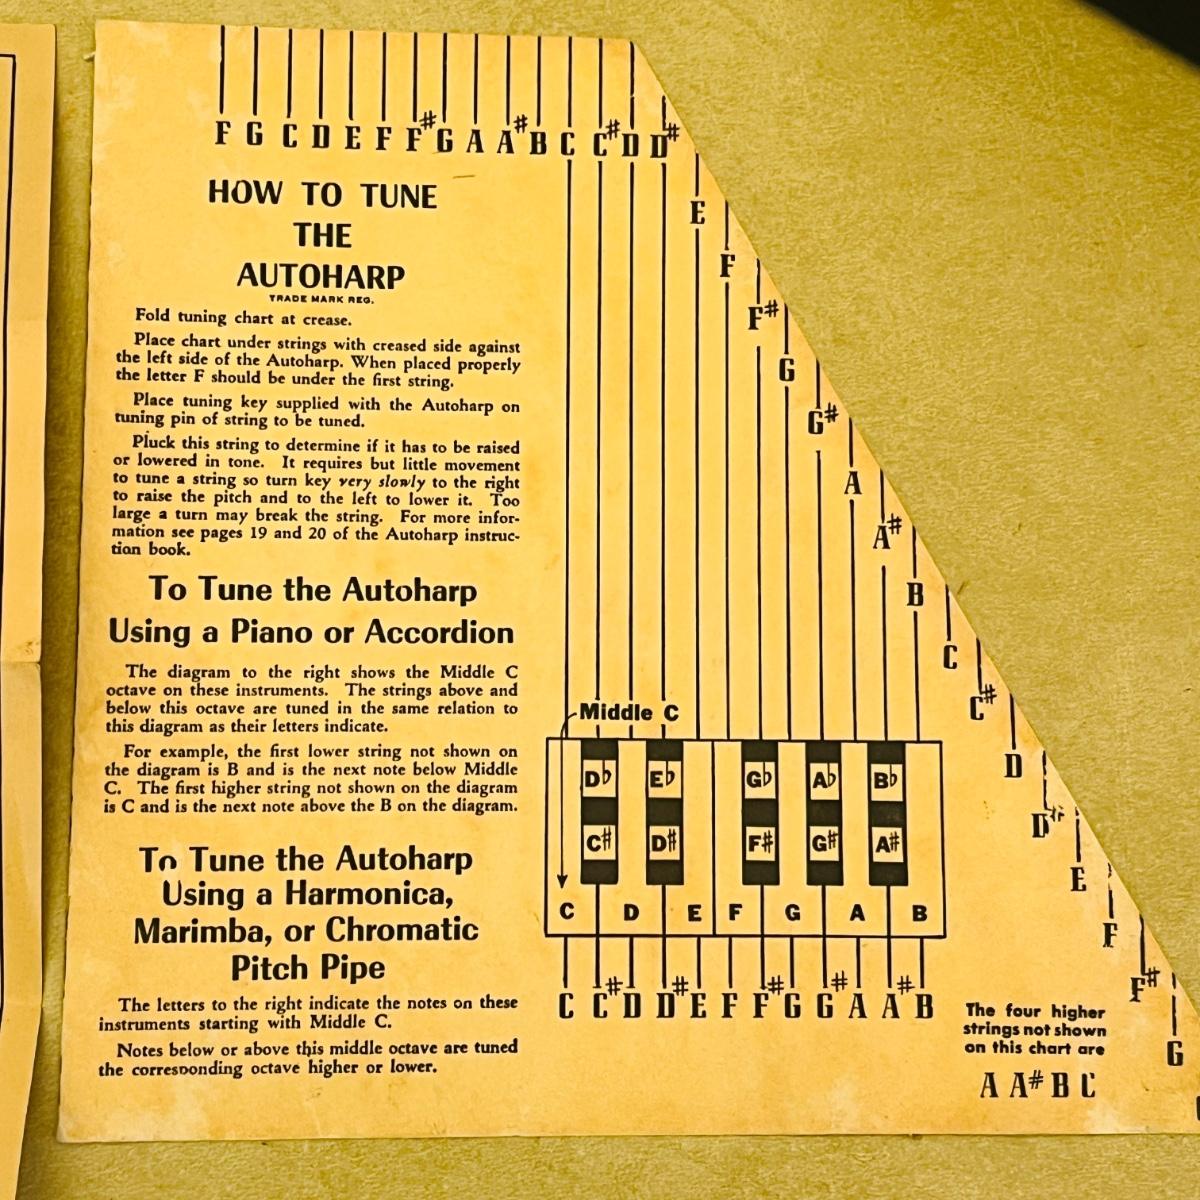 F G C D E F F# G A A# B C C# D D#
E
F
F#
G
G#
A
A#
B
C
C#
D
D#
E
F
F#
G
HOW TO TUNE
THE
AUTOHARP
TRADE MARK REG.
Fold tuning chart at crease.
Place chart under strings with creased side against
the left side of the Autoharp. When placed properly
the letter F should be under the first string.
Place tuning key supplied with the Autoharp on
tuning pin of string to be tuned.
Pluck this string to determine if it has to be raised
or lowered in tone. It requires but little movement
to tune a string so turn key very slowly to the right
to raise the pitch and to the left to lower it. Too
large a turn may break the string. For more infor-
mation see pages 19 and 20 of the Autoharp instruc-
tion book.
To Tune the Autoharp
Using a Piano or Accordion
The diagram to the right shows the Middle C
octave on these instruments. The strings above and
below this octave are tuned in the same relation to
this diagram as their letters indicate.
For example, the first lower string not shown on
the diagram is B and is the next note below Middle
C. The first higher string not shown on the diagram
is C and is the next note above the B on the diagram.
To Tune the Autoharp
Using a Harmonica,
Marimba, or Chromatic
Pitch Pipe
The letters to the right indicate the notes on these
instruments starting with Middle C.
Notes below or above this middle octave are tuned
the corresponding octave higher or lower.
Middle C
D♭ E♭ G♭ A♭ B♭
C# D# F# G# A#
C D E F G A B
C C# D D# E F F# G G# A A# B
The four higher
strings not shown
on this chart are
A A# B C